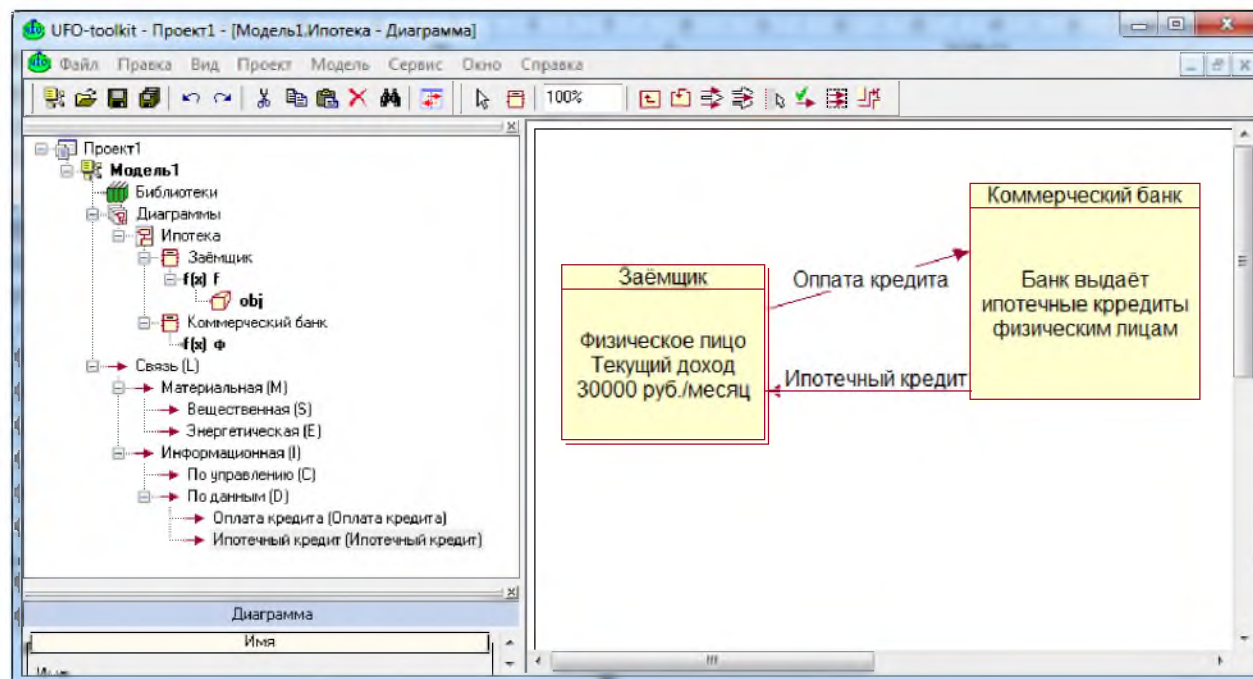 UFO-toolkit - Проект1 - [Модель1.Ипотека - Диаграмма]
Файл Правка Вид Проект Модель Сервис Окно Справка
100%
Проект1
Модель1
Библиотеки
Диаграммы
Ипотека
Заёмщик
f(x) f
obj
Коммерческий банк
f(x) ф
Связь (L)
Материальная (M)
Вещественная (S)
Энергетическая (E)
Информационная (I)
По управлению (C)
По данным (D)
Оплата кредита (Оплата кредита)
Ипотечный кредит (Ипотечный кредит)
Диаграмма
Имя
Заёмщик
Физическое лицо
Текущий доход
30000 руб./месяц
Оплата кредита
Ипотечный кредит
Коммерческий банк
Банк выдаёт
ипотечные крредиты
физическим лицам